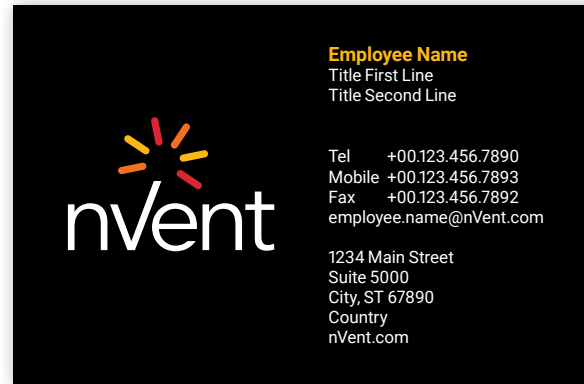 nVent
Employee Name
Title First Line
Title Second Line
Tel +00.123.456.7890
Mobile +00.123.456.7893
Fax +00.123.456.7892
employee.name@nVent.com
1234 Main Street
Suite 5000
City, ST 67890
Country
nVent.com